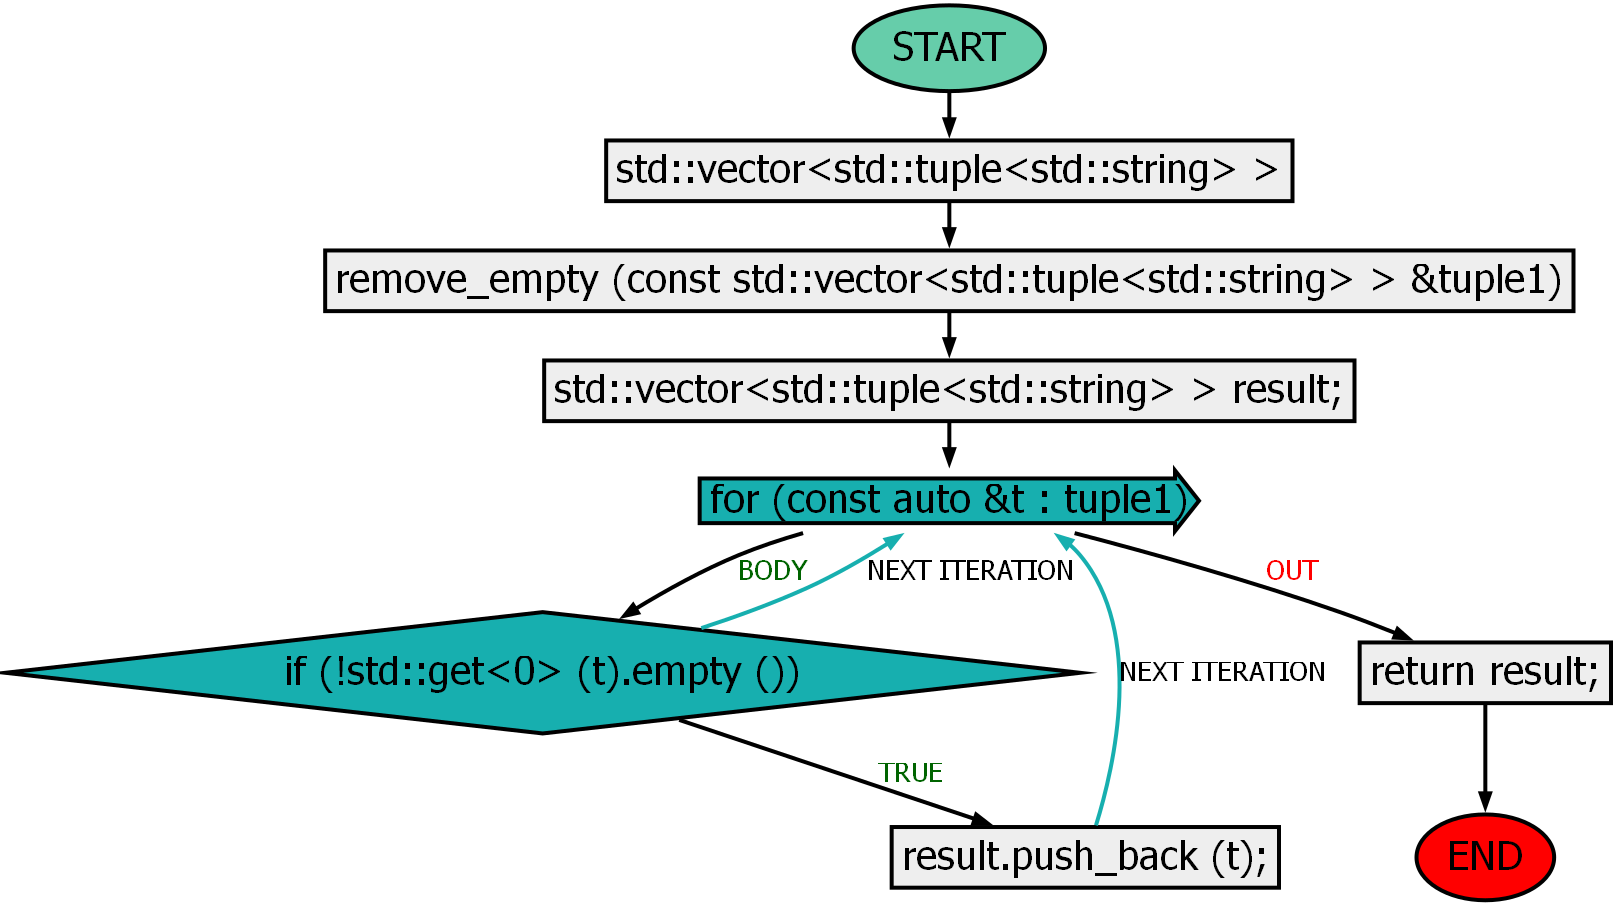 START
std::vector<std::tuple<std::string> >
remove_empty (const std::vector<std::tuple<std::string> > &tuple1)
std::vector<std::tuple<std::string> > result;
for (const auto &t : tuple1)
BODY
NEXT ITERATION
OUT
if (!std::get<0> (t).empty ())
NEXT ITERATION
return result;
TRUE
result.push_back (t);
END